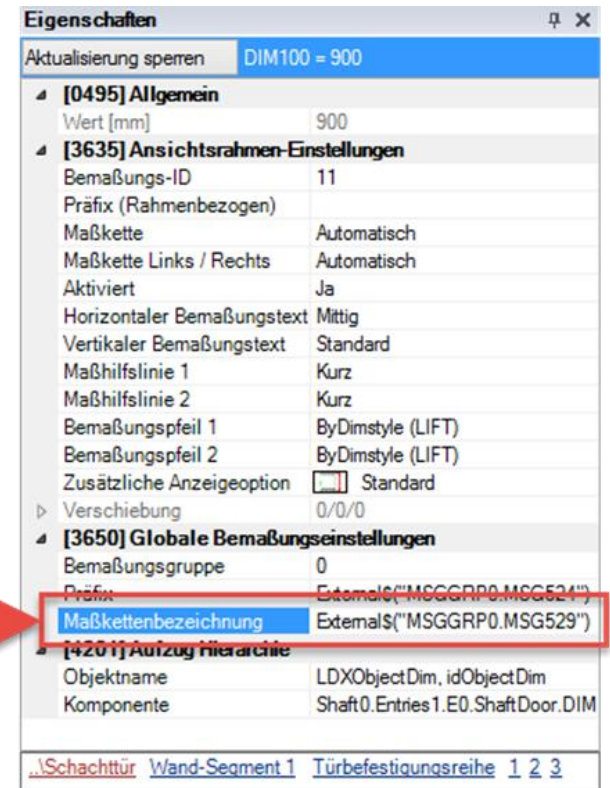 Eigenschaften
Aktualisierung sperren DIM100 = 900
[0495] Allgemein
Wert [mm] 900
[3635] Ansichtsrahmen-Einstellungen
Bemaßungs-ID 11
Präfix (Rahmenbezogen)
Maßkette Automatisch
Maßkette Links / Rechts Automatisch
Aktiviert Ja
Horizontaler Bemaßungstext Mittig
Vertikaler Bemaßungstext Standard
Maßhilfslinie 1 Kurz
Maßhilfslinie 2 Kurz
Bemaßungspfeil 1 ByDimstyle (LIFT)
Bemaßungspfeil 2 ByDimstyle (LIFT)
Zusätzliche Anzeigeoption Standard
Verschiebung 0/0/0
[3650] Globale Bemaßungseinstellungen
Bemaßungsgruppe 0
Präfix External$("MSGGRP0.MSG524")
Maßkettenbezeichnung External$("MSGGRP0.MSG529")
[4201] Aufzug Hierarchie
Objektname LDXObjectDim, idObjectDim
Komponente Shaft0.Entries1.E0.ShaftDoor.DIM
..\Schachttür Wand-Segment 1 Türbefestigungsreihe 1 2 3